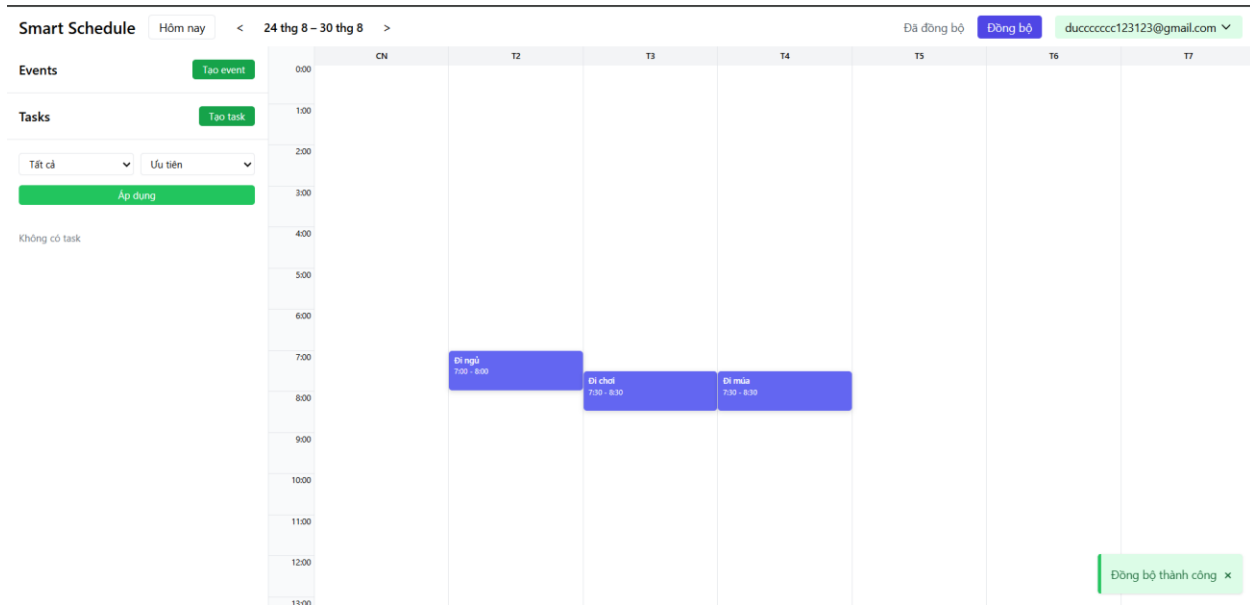 Smart Schedule Hôm nay < 24 thg 8 – 30 thg 8 > Đã đồng bộ Đồng bộ duccccccc123123@gmail.com
Events Tạo event
Tasks Tạo task
Tất cả Ưu tiên
Áp dụng
Không có task
CN T2 T3 T4 T5 T6 T7
0:00
1:00
2:00
3:00
4:00
5:00
6:00
7:00
8:00
9:00
10:00
11:00
12:00
13:00
Đi ngủ
7:00 - 8:00
Đi chơi
7:30 - 8:30
Đi múa
7:30 - 8:30
Đồng bộ thành công ×